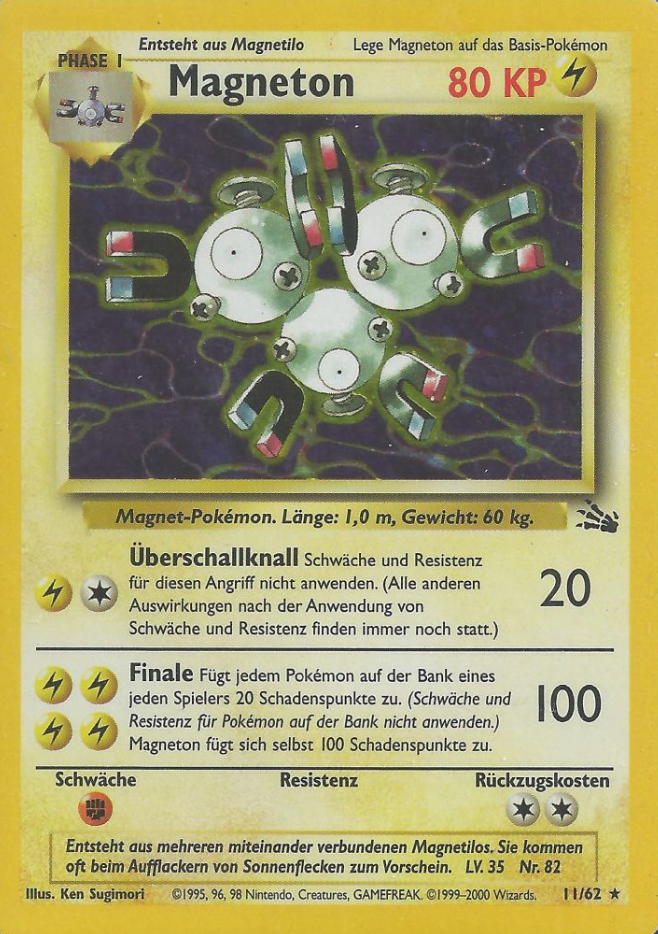 Entsteht aus Magnetilo Lege Magneton auf das Basis-Pokémon
PHASE 1
Magneton 80 KP
Magnet-Pokémon. Länge: 1,0 m, Gewicht: 60 kg.
Überschallknall Schwäche und Resistenz
für diesen Angriff nicht anwenden. (Alle anderen
Auswirkungen nach der Anwendung von
Schwäche und Resistenz finden immer noch statt.)
20
Finale Fügt jedem Pokémon auf der Bank eines
jeden Spielers 20 Schadenspunkte zu. (Schwäche und
Resistenz für Pokémon auf der Bank nicht anwenden.)
Magneton fügt sich selbst 100 Schadenspunkte zu.
100
Schwäche Resistenz Rückzugskosten
Entsteht aus mehreren miteinander verbundenen Magnetilos. Sie kommen
oft beim Aufflackern von Sonnenflecken zum Vorschein. LV. 35 Nr. 82
Illus. Ken Sugimori ©1995, 96, 98 Nintendo, Creatures, GAMEFREAK. ©1999-2000 Wizards. 11/62 ★